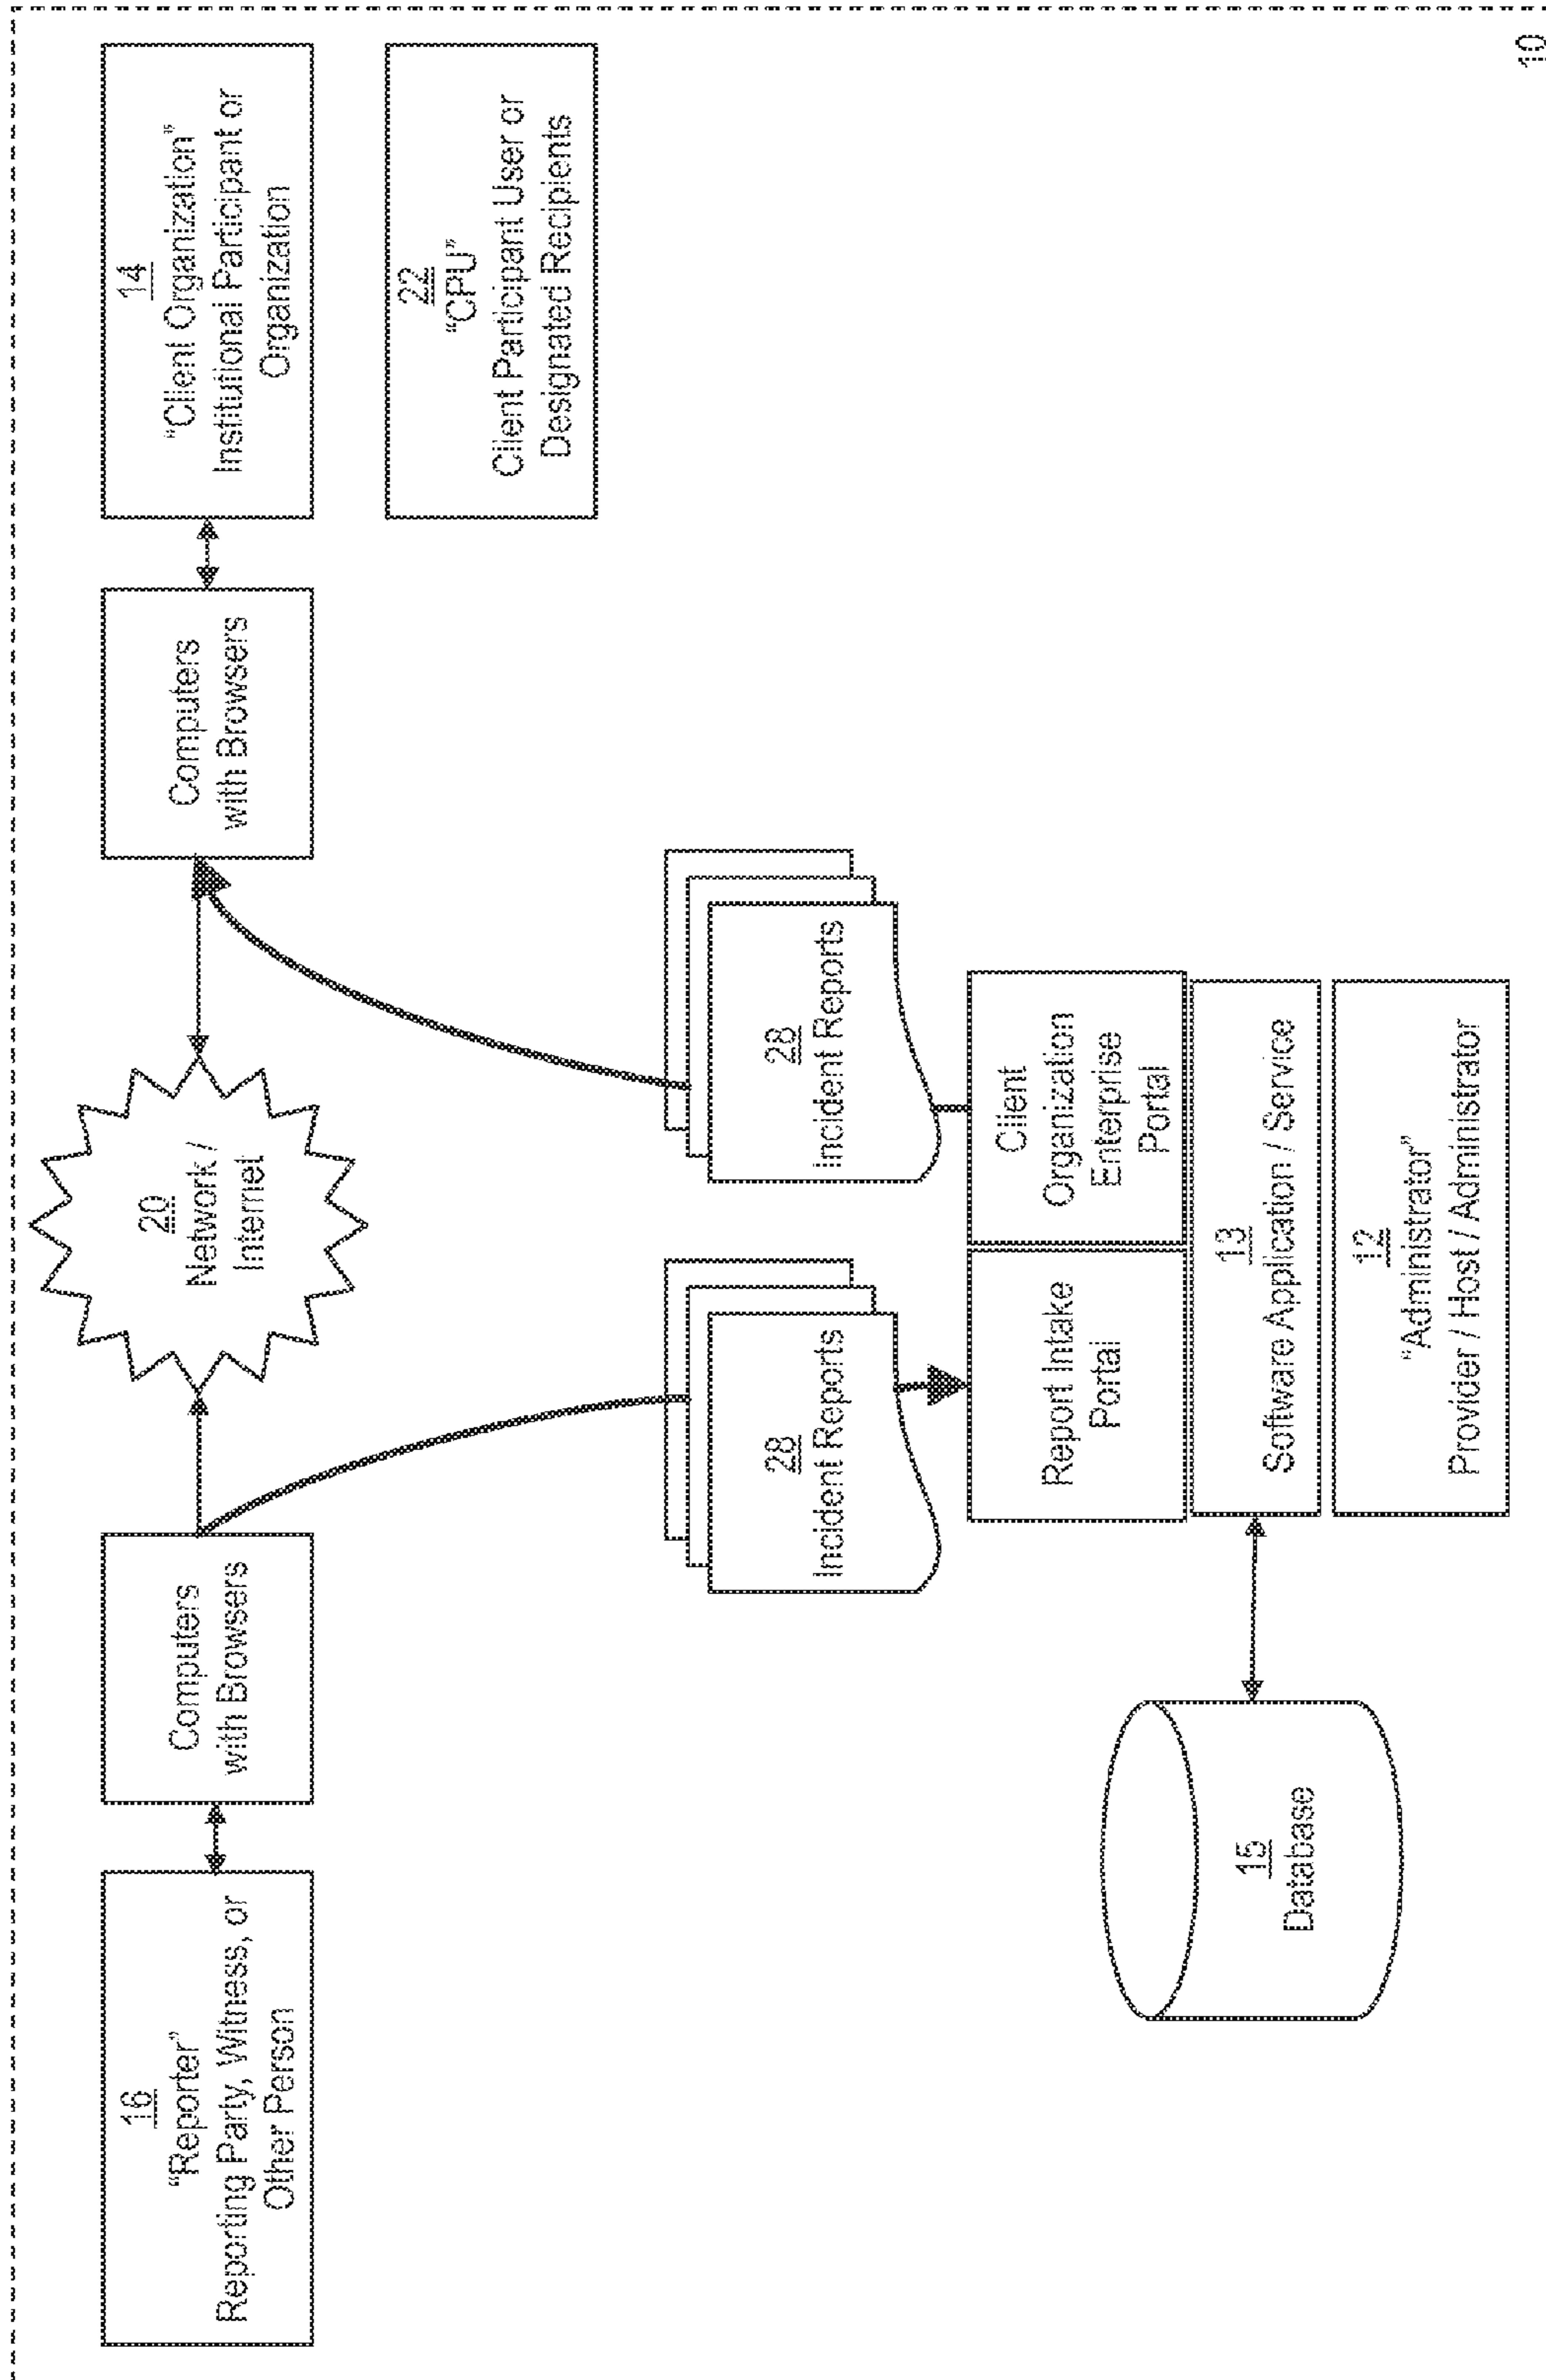 16
“Reporter”
Reporting Party, Witness, or
Other Person
Computers
with Browsers
20
Network /
Internet
Computers
with Browsers
14
“Client Organization”
Institutional Participant or
Organization
22
“CPU”
Client Participant User or
Designated Recipients
28
Incident Reports
28
Incident Reports
Report Intake
Portal
Client
Organization
Enterprise
Portal
15
Database
13
Software Application / Service
12
“Administrator”
Provider / Host / Administrator
10